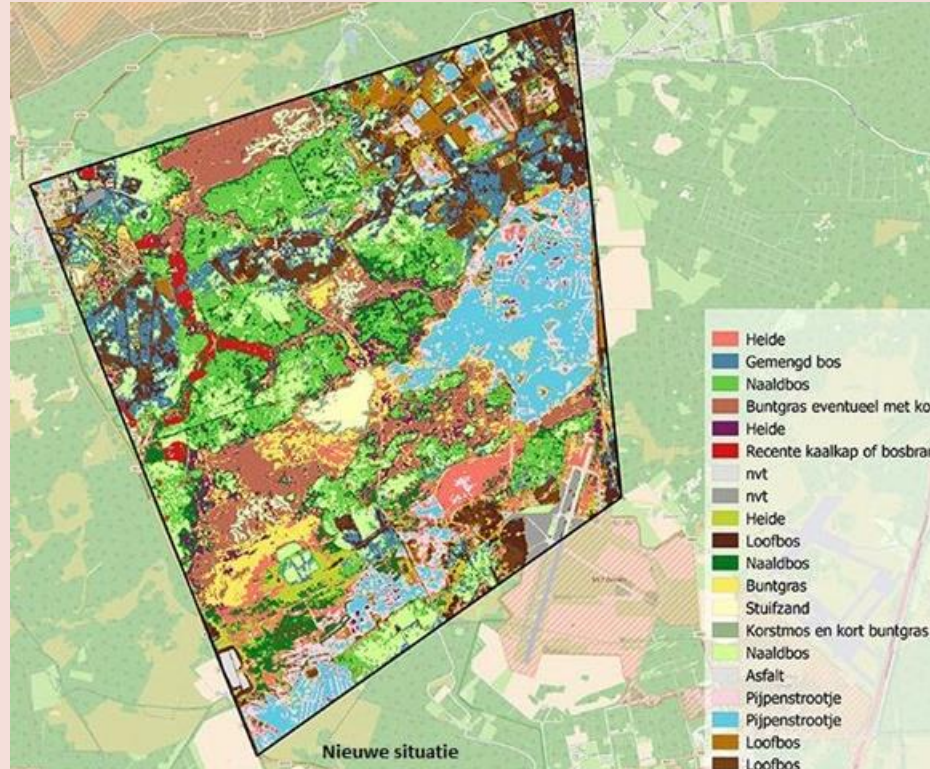 Heide
Gemengd bos
Naaldbos
Buntgras eventueel met ko
Heide
Recente kaalkap of bosbran
nvt
nvt
Heide
Loofbos
Naaldbos
Buntgras
Stuifzand
Korstmos en kort buntgras
Naaldbos
Asfalt
Pijpenstrootje
Pijpenstrootje
Loofbos
Loofbos
Nieuwe situatie